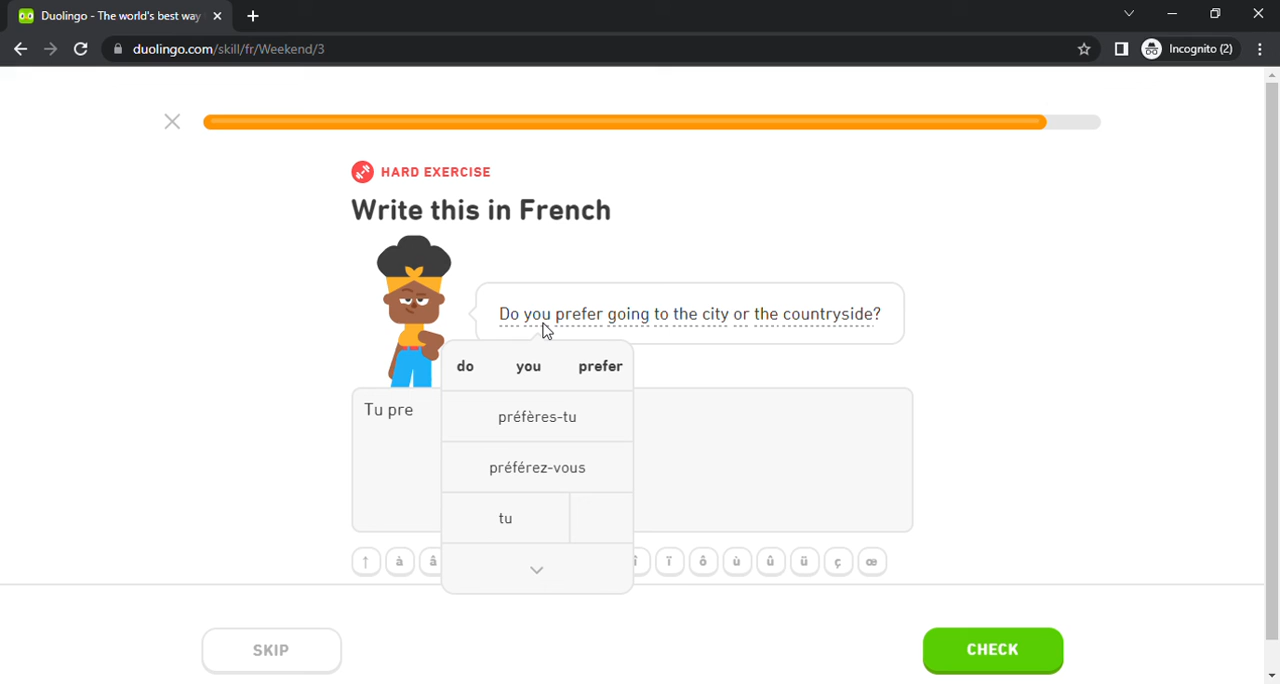 Duolingo - The world's best way
duolingo.com/skill/fr/Weekend/3
Incognito (2)
HARD EXERCISE
Write this in French
Do you prefer going to the city or the countryside?
do you prefer
Tu pre
préfères-tu
préférez-vous
tu
↑ à â î ï ô ù û ü ç œ
SKIP
CHECK